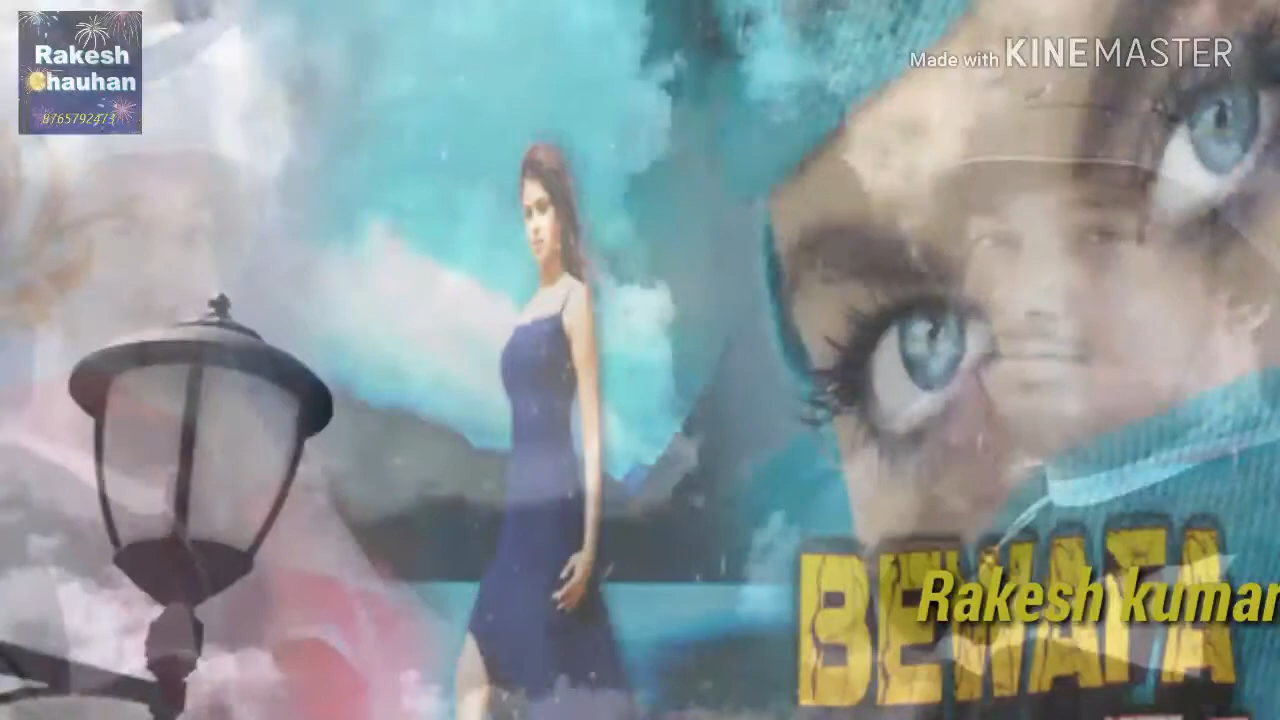 Rakesh
Chauhan
8765792473
Made with KINEMASTER
BEWAFA
Rakesh kumar